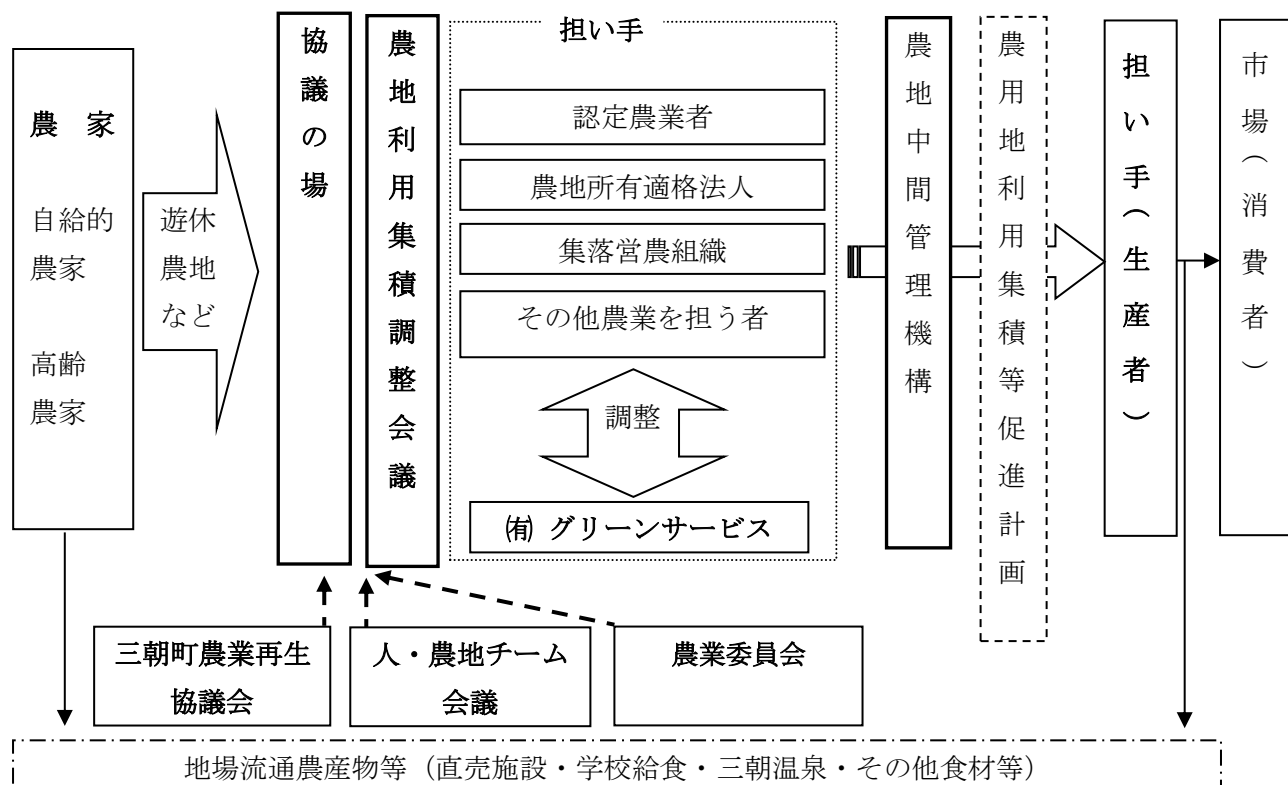 農　家
自給的
農家
高齢
農家
遊休
農地
など
協議の場
農地利用集積調整会議
担い手
認定農業者
農地所有適格法人
集落営農組織
その他農業を担う者
調整
㈲ グリーンサービス
農地中間管理機構
農用地利用集積等促進計画
担い手（生産者）
市場（消費者）
三朝町農業再生
協議会
人・農地チーム
会議
農業委員会
地場流通農産物等（直売施設・学校給食・三朝温泉・その他食材等）